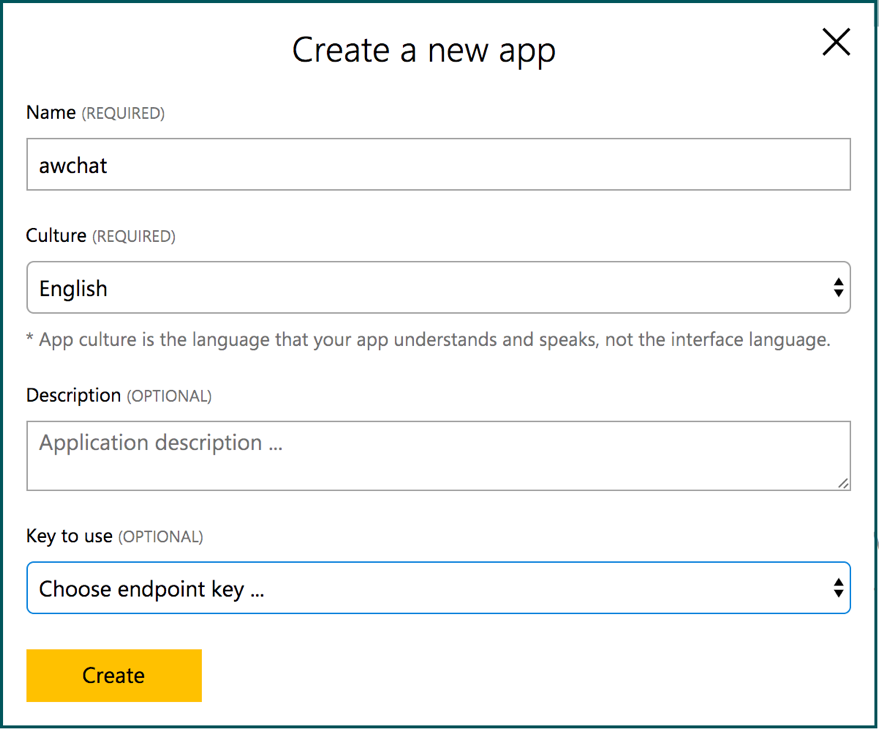 Create a new app
Name (REQUIRED)
awchat
Culture (REQUIRED)
English
* App culture is the language that your app understands and speaks, not the interface language.
Description (OPTIONAL)
Application description ...
Key to use (OPTIONAL)
Choose endpoint key ...
Create